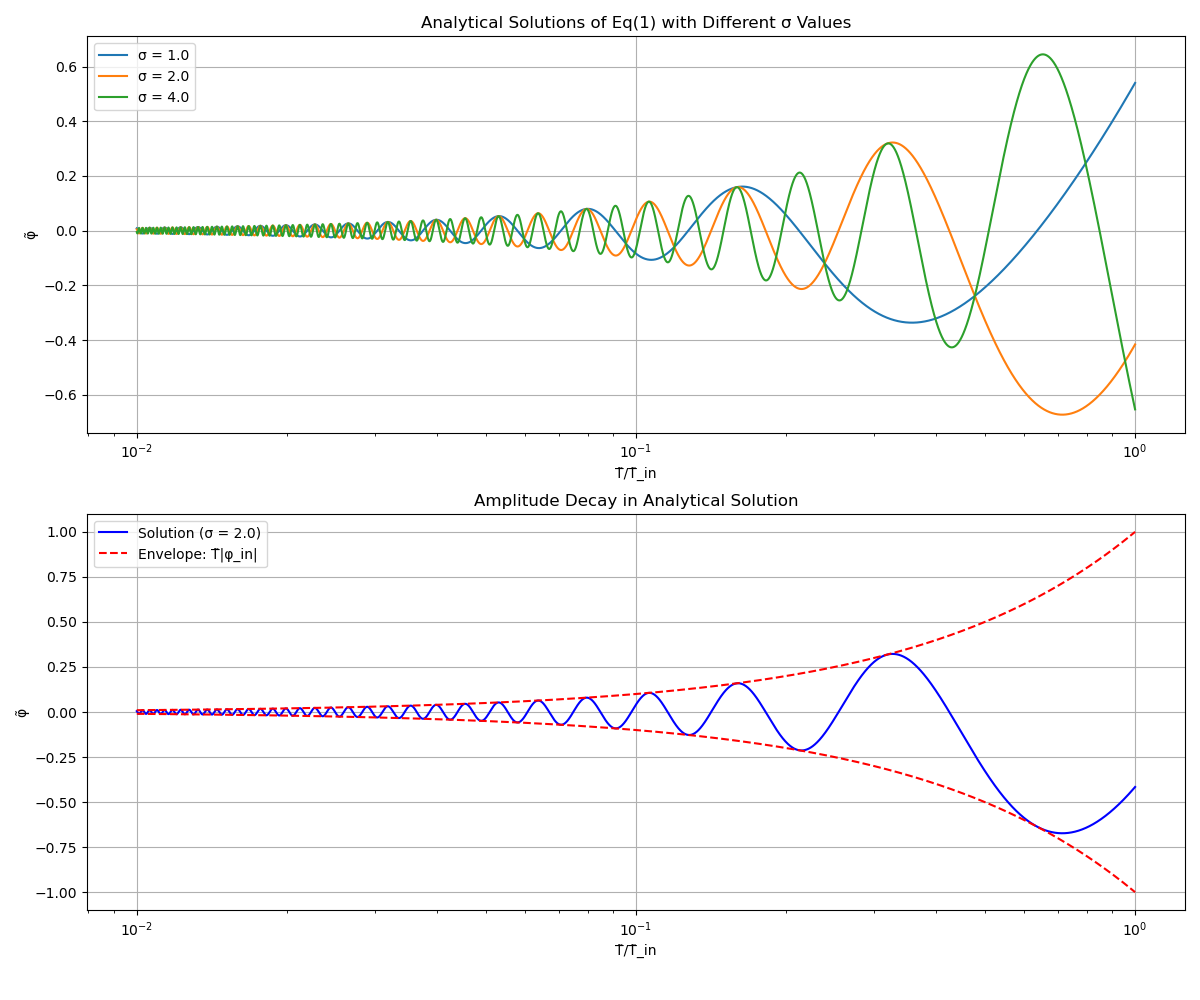 Analytical Solutions of Eq(1) with Different σ Values
σ = 1.0
σ = 2.0
σ = 4.0
0.6
0.4
0.2
0.0
−0.2
−0.4
−0.6
φ̃
10⁻²
10⁻¹
10⁰
T̃/T̃_in
Amplitude Decay in Analytical Solution
Solution (σ = 2.0)
Envelope: T̃|φ_in|
1.00
0.75
0.50
0.25
0.00
−0.25
−0.50
−0.75
−1.00
φ̃
10⁻²
10⁻¹
10⁰
T̃/T̃_in